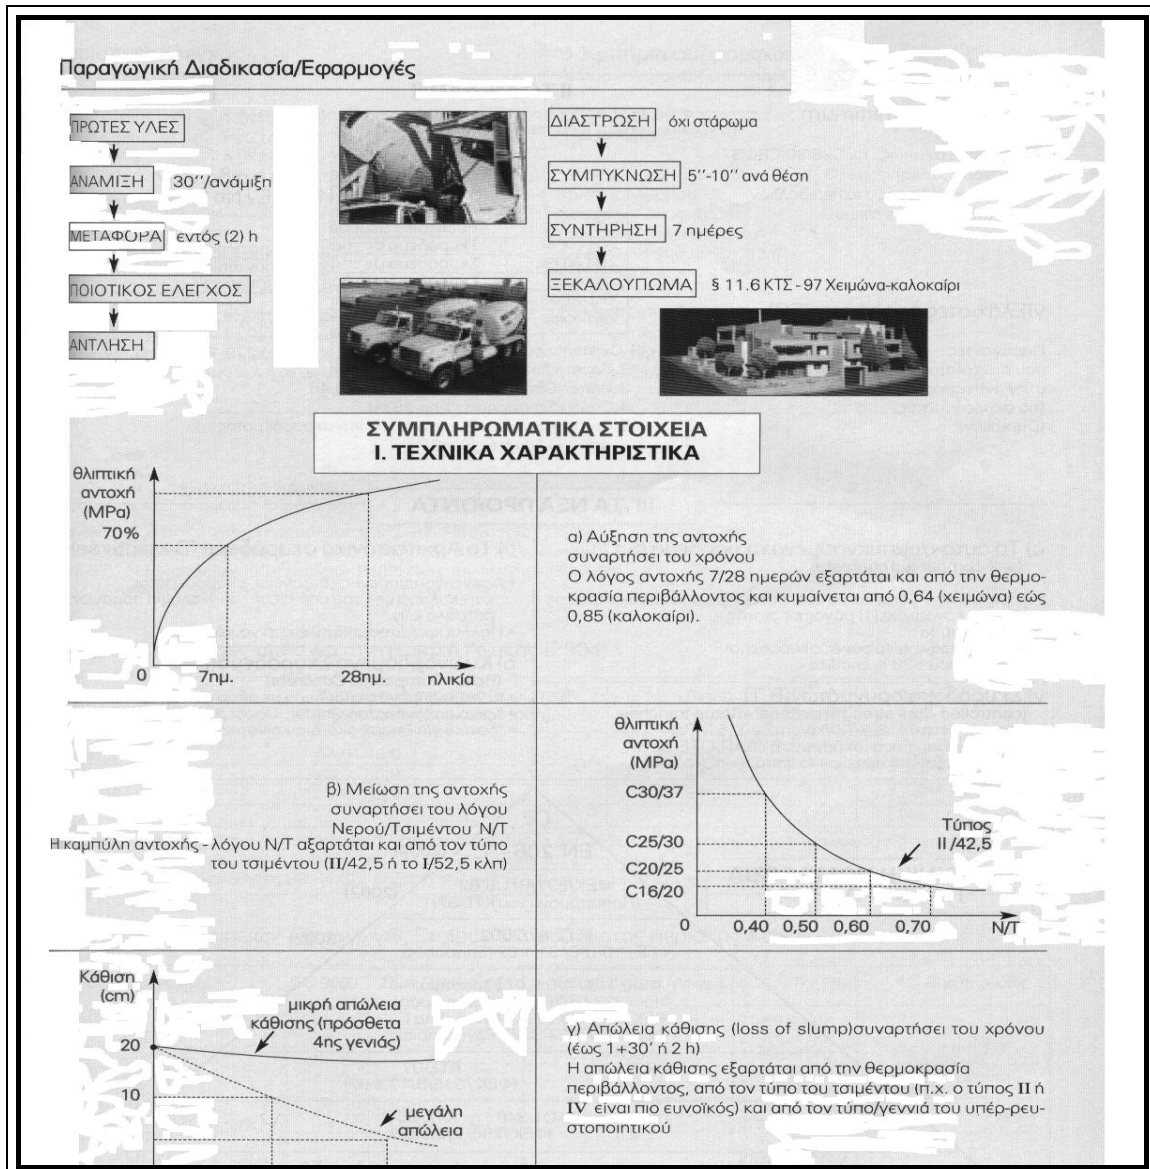 Παραγωγική Διαδικασία/Εφαρμογές
ΠΡΩΤΕΣ ΥΛΕΣ
ΑΝΑΜΙΞΗ 30''/ανάμιξη
ΜΕΤΑΦΟΡΑ εντός (2) h
ΠΟΙΟΤΙΚΟΣ ΕΛΕΓΧΟΣ
ΑΝΤΛΗΣΗ
ΔΙΑΣΤΡΩΣΗ όχι στάρωμα
ΣΥΜΠΥΚΝΩΣΗ 5''-10'' ανά θέση
ΣΥΝΤΗΡΗΣΗ 7 ημέρες
ΞΕΚΑΛΟΥΠΩΜΑ § 11.6 ΚΤΣ - 97 Χειμώνα-καλοκαίρι
ΣΥΜΠΛΗΡΩΜΑΤΙΚΑ ΣΤΟΙΧΕΙΑ
Ι. ΤΕΧΝΙΚΑ ΧΑΡΑΚΤΗΡΙΣΤΙΚΑ
θλιπτική
αντοχή
(MPa)
70%
0 7ημ. 28ημ. ηλικία
α) Αύξηση της αντοχής
συναρτήσει του χρόνου
Ο λόγος αντοχής 7/28 ημερών εξαρτάται και από την θερμο-
κρασία περιβάλλοντος και κυμαίνεται από 0,64 (χειμώνα) εώς
0,85 (καλοκαίρι).
β) Μείωση της αντοχής
συναρτήσει του λόγου
Νερού/Τσιμέντου Ν/Τ
Η καμπύλη αντοχής - λόγου Ν/Τ αξαρτάται και από τον τύπο
του τσιμέντου (ΙΙ/42,5 ή το Ι/52,5 κλπ)
θλιπτική
αντοχή
(MPa)
C30/37
C25/30
C20/25
C16/20
Τύπος
ΙΙ/42,5
0 0,40 0,50 0,60 0,70 Ν/Τ
Κάθιση
(cm)
20
10
μικρή απώλεια
κάθισης (πρόσθετα
4ης γενιάς)
μεγάλη
απώλεια
γ) Απώλεια κάθισης (loss of slump)συναρτήσει του χρόνου
(έως 1+30' ή 2 h)
Η απώλεια κάθισης εξαρτάται από την θερμοκρασία
περιβάλλοντος, από τον τύπο του τσιμέντου (π.χ. ο τύπος ΙΙ ή
ΙV είναι πιο ευνοϊκός) και από τον τύπο/γεννιά του υπέρ-ρευ-
στοποιητικού